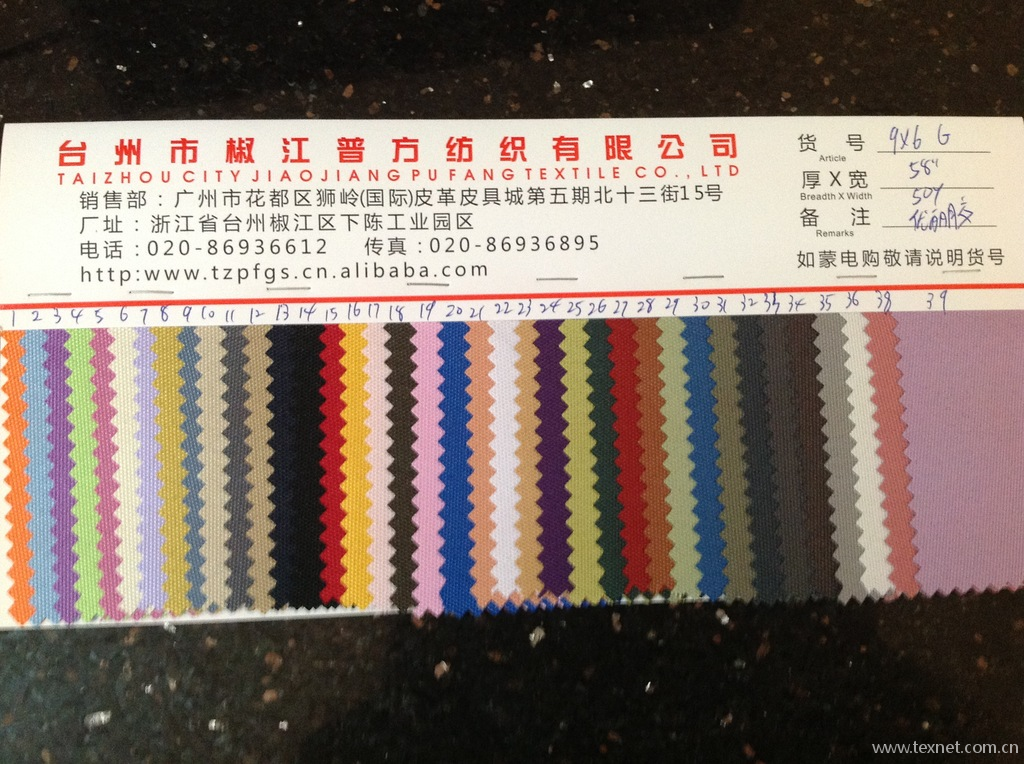 台州市椒江普方纺织有限公司
TAIZHOU CITY JIAOJIANG PU FANG TEXTILE CO.,LTD
销售部：广州市花都区狮岭(国际)皮革皮具城第五期北十三街15号
厂址：浙江省台州椒江区下陈工业园区
电话：020-86936612 传真：020-86936895
http:www.tzpfgs.cn.alibaba.com
货号 9X6 G
Article
58"
厚X宽
Breadth X Width
50Y
备注
Remarks
如蒙电购敬请说明货号
1 2 3 4 5 6 7 8 9 10 11 12 13 14 15 16 17 18 19 20 21 22 23 24 25 26 27 28 29 30 31 32 33 34 35 36 38 39
www.texnet.com.cn